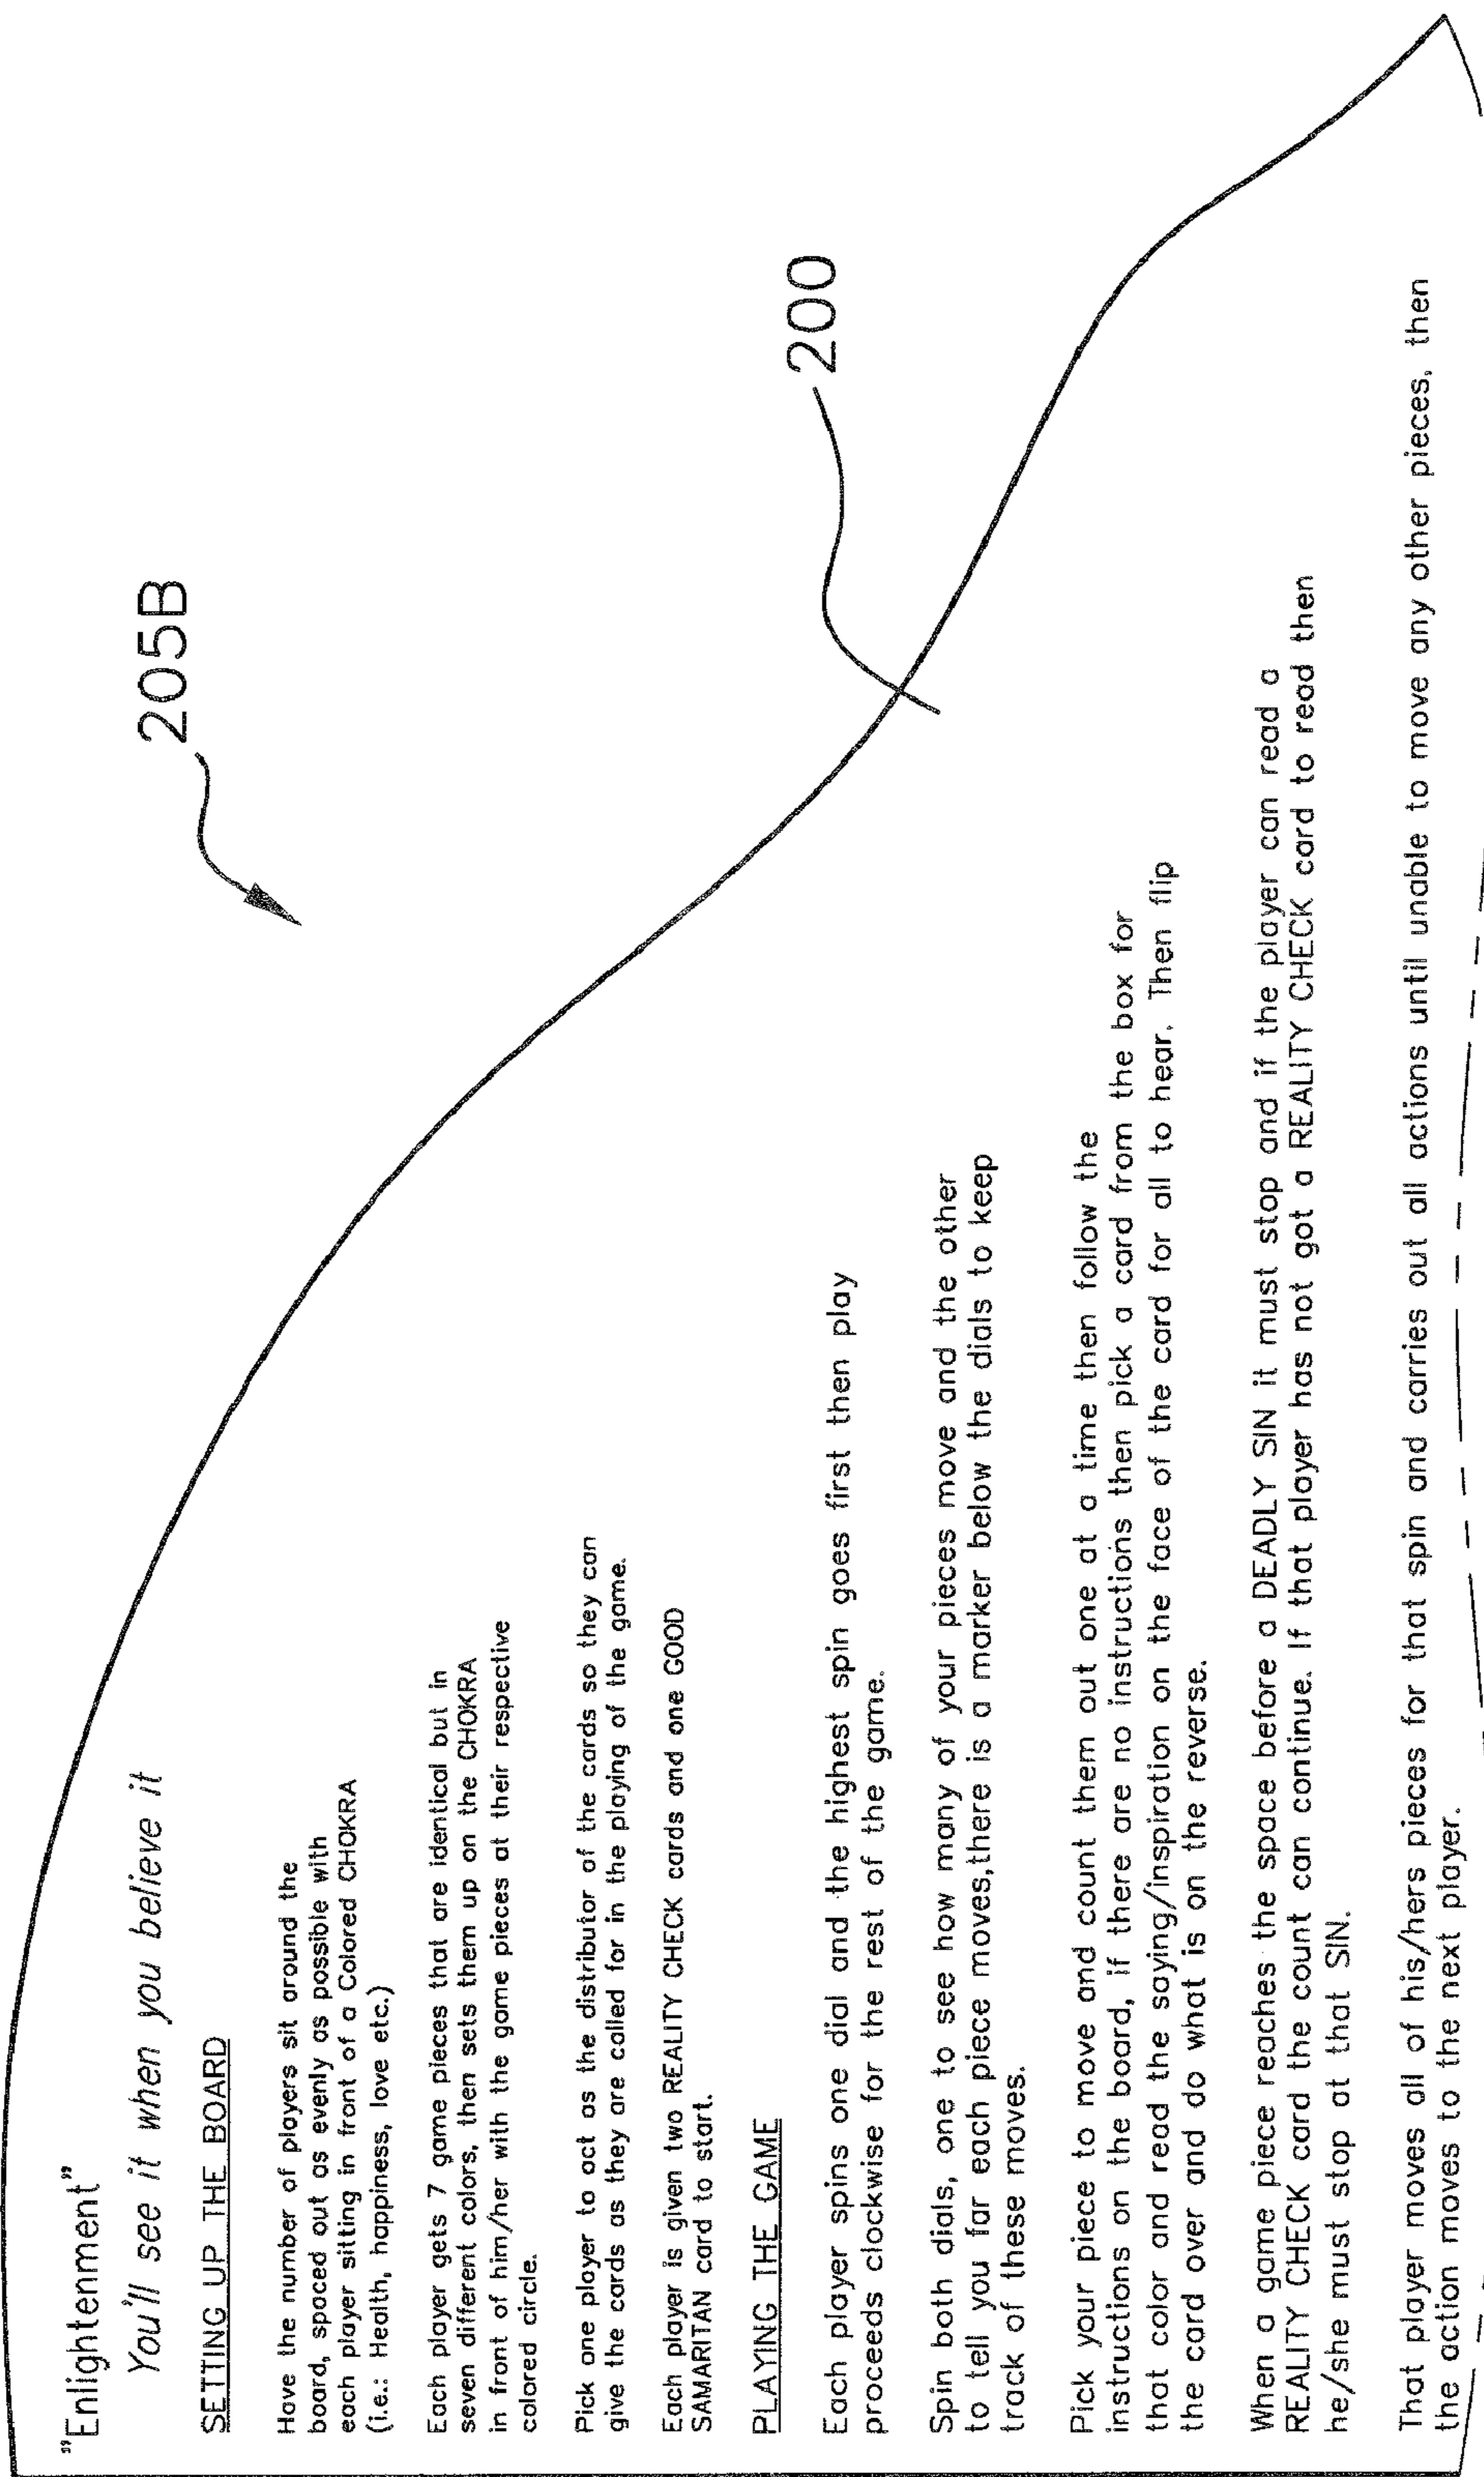 "Enlightenment"
You'll see it when you believe it
205B
SETTING UP THE BOARD
Have the number of players sit around the
board, spaced out as evenly as possible with
each player sitting in front of a Colored CHOKRA
(i.e.: Health, happiness, love etc.)
Each player gets 7 game pieces that are identical but in
seven different colors, then sets them up on the CHOKRA
in front of him/her with the game pieces at their respective
colored circle.
Pick one player to act as the distributor of the cards so they can
give the cards as they are called for in the playing of the game.
Each player is given two REALITY CHECK cards and one GOOD
SAMARITAN card to start.
200
PLAYING THE GAME
Each player spins one dial and the highest spin goes first then play
proceeds clockwise for the rest of the game.
Spin both dials, one to see how many of your pieces move and the other
to tell you far each piece moves,there is a marker below the dials to keep
track of these moves.
Pick your piece to move and count them out one at a time then follow the
instructions on the board, if there are no instructions then pick a card from the box for
that color and read the saying/inspiration on the face of the card for all to hear. Then flip
the card over and do what is on the reverse.
When a game piece reaches the space before a DEADLY SIN it must stop and if the player can read a
REALITY CHECK card the count can continue. If that player has not got a REALITY CHECK card to read then
he/she must stop at that SIN.
That player moves all of his/hers pieces for that spin and carries out all actions until unable to move any other pieces, then
the action moves to the next player.